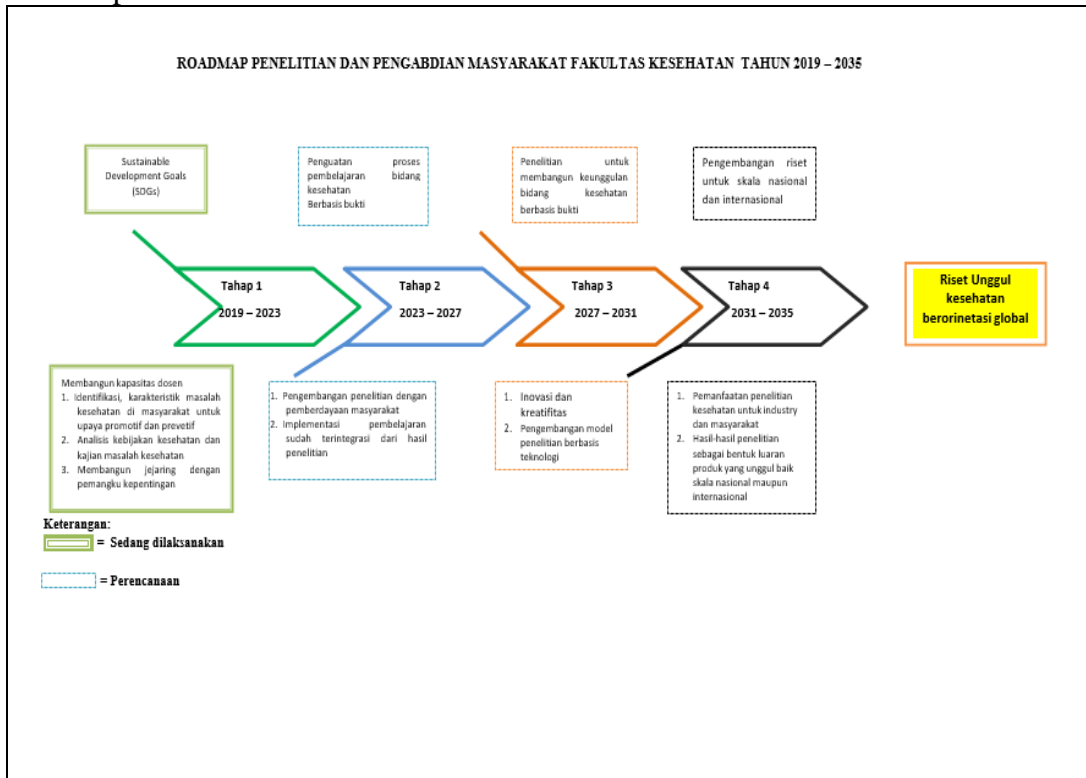 ROADMAP PENELITIAN DAN PENGABDIAN MASYARAKAT FAKULTAS KESEHATAN TAHUN 2019 – 2035
Sustainable
Development Goals
(SDGs)
Penguatan proses
pembelajaran bidang
kesehatan
Berbasis bukti
Penelitian untuk
membangun keunggulan
bidang kesehatan
berbasis bukti
Pengembangan riset
untuk skala nasional
dan internasional
Tahap 1
2019 – 2023
Tahap 2
2023 – 2027
Tahap 3
2027 – 2031
Tahap 4
2031 – 2035
Riset Unggul
kesehatan
berorinetasi global
Membangun kapasitas dosen
1. Identifikasi, karakteristik masalah
kesehatan di masyarakat untuk
upaya promotif dan prevetif
2. Analisis kebijakan kesehatan dan
kajian masalah kesehatan
3. Membangun jejaring dengan
pemangku kepentingan
1. Pengembangan penelitian dengan
pemberdayaan masyarakat
2. Implementasi pembelajaran
sudah terintegrasi dari hasil
penelitian
1. Inovasi dan
kreatifitas
2. Pengembangan model
penelitian berbasis
teknologi
1. Pemanfaatan penelitian
kesehatan untuk industry
dan masyarakat
2. Hasil-hasil penelitian
sebagai bentuk luaran
produk yang unggul baik
skala nasional maupun
internasional
Keterangan:
= Sedang dilaksanakan
= Perencanaan